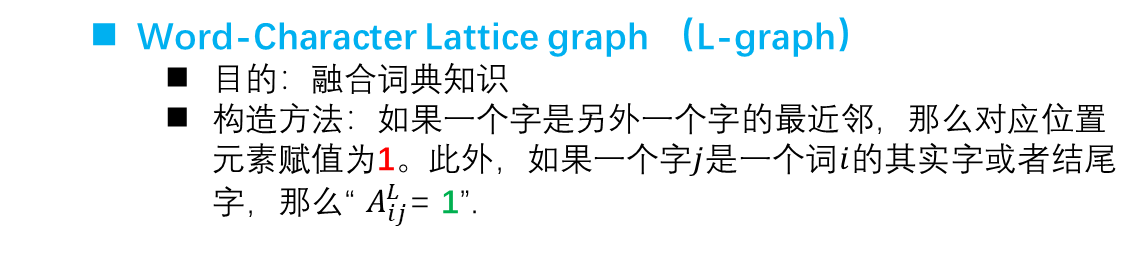 Word-Character Lattice graph （L-graph）
目的：融合词典知识
构造方法：如果一个字是另外一个字的最近邻，那么对应位置
元素赋值为1。此外，如果一个字j是一个词i的其实字或者结尾
字，那么“ A_{ij}^{L}= 1”.